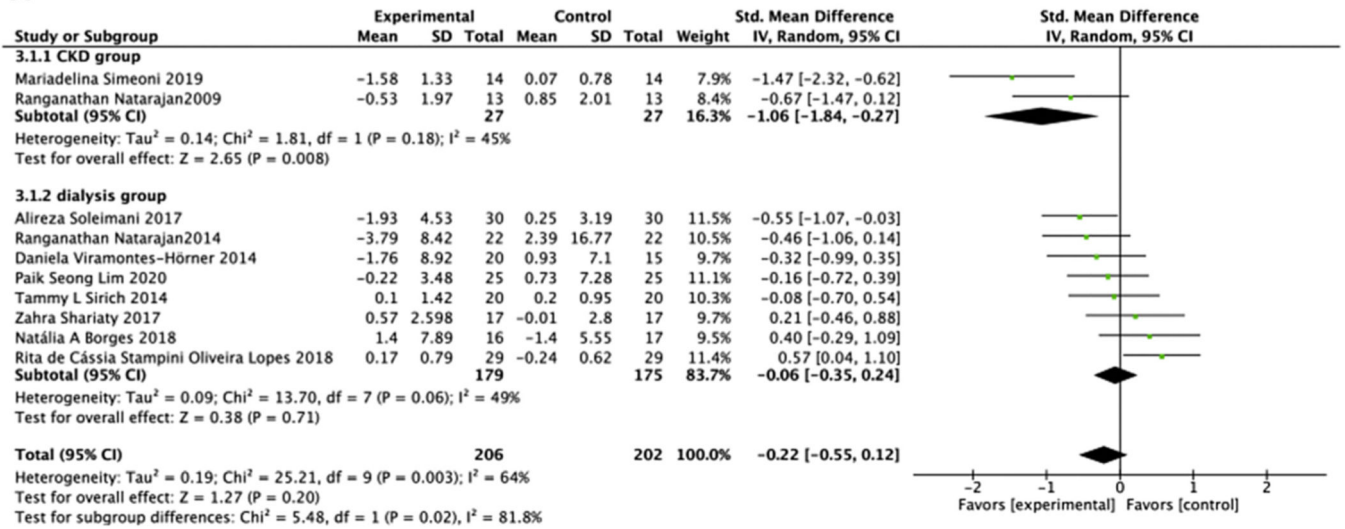 Experimental Control Std. Mean Difference Std. Mean Difference
Study or Subgroup Mean SD Total Mean SD Total Weight IV, Random, 95% CI IV, Random, 95% CI
3.1.1 CKD group
Mariadelina Simeoni 2019 −1.58 1.33 14 0.07 0.78 14 7.9% −1.47 [−2.32, −0.62]
Ranganathan Natarajan2009 −0.53 1.97 13 0.85 2.01 13 8.4% −0.67 [−1.47, 0.12]
Subtotal (95% CI) 27 27 16.3% −1.06 [−1.84, −0.27]
Heterogeneity: Tau² = 0.14; Chi² = 1.81, df = 1 (P = 0.18); I² = 45%
Test for overall effect: Z = 2.65 (P = 0.008)
3.1.2 dialysis group
Alireza Soleimani 2017 −1.93 4.53 30 0.25 3.19 30 11.5% −0.55 [−1.07, −0.03]
Ranganathan Natarajan2014 −3.79 8.42 22 2.39 16.77 22 10.5% −0.46 [−1.06, 0.14]
Daniela Viramontes-Hörner 2014 −1.76 8.92 20 0.93 7.1 15 9.7% −0.32 [−0.99, 0.35]
Paik Seong Lim 2020 −0.22 3.48 25 0.73 7.28 25 11.1% −0.16 [−0.72, 0.39]
Tammy L Sirich 2014 0.1 1.42 20 0.2 0.95 20 10.3% −0.08 [−0.70, 0.54]
Zahra Shariaty 2017 0.57 2.598 17 −0.01 2.8 17 9.7% 0.21 [−0.46, 0.88]
Natália A Borges 2018 1.4 7.89 16 −1.4 5.55 17 9.5% 0.40 [−0.29, 1.09]
Rita de Cássia Stampini Oliveira Lopes 2018 0.17 0.79 29 −0.24 0.62 29 11.4% 0.57 [0.04, 1.10]
Subtotal (95% CI) 179 175 83.7% −0.06 [−0.35, 0.24]
Heterogeneity: Tau² = 0.09; Chi² = 13.70, df = 7 (P = 0.06); I² = 49%
Test for overall effect: Z = 0.38 (P = 0.71)
Total (95% CI) 206 202 100.0% −0.22 [−0.55, 0.12]
Heterogeneity: Tau² = 0.19; Chi² = 25.21, df = 9 (P = 0.003); I² = 64%
Test for overall effect: Z = 1.27 (P = 0.20)
Test for subgroup differences: Chi² = 5.48, df = 1 (P = 0.02), I² = 81.8%
−2 −1 0 1 2
Favors [experimental] Favors [control]